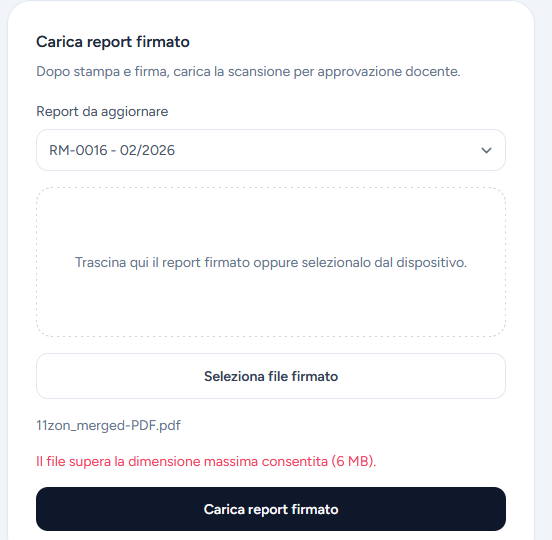 Carica report firmato
Dopo stampa e firma, carica la scansione per approvazione docente.
Report da aggiornare
RM-0016 - 02/2026
Trascina qui il report firmato oppure selezionalo dal dispositivo.
Seleziona file firmato
11zon_merged-PDF.pdf
Il file supera la dimensione massima consentita (6 MB).
Carica report firmato